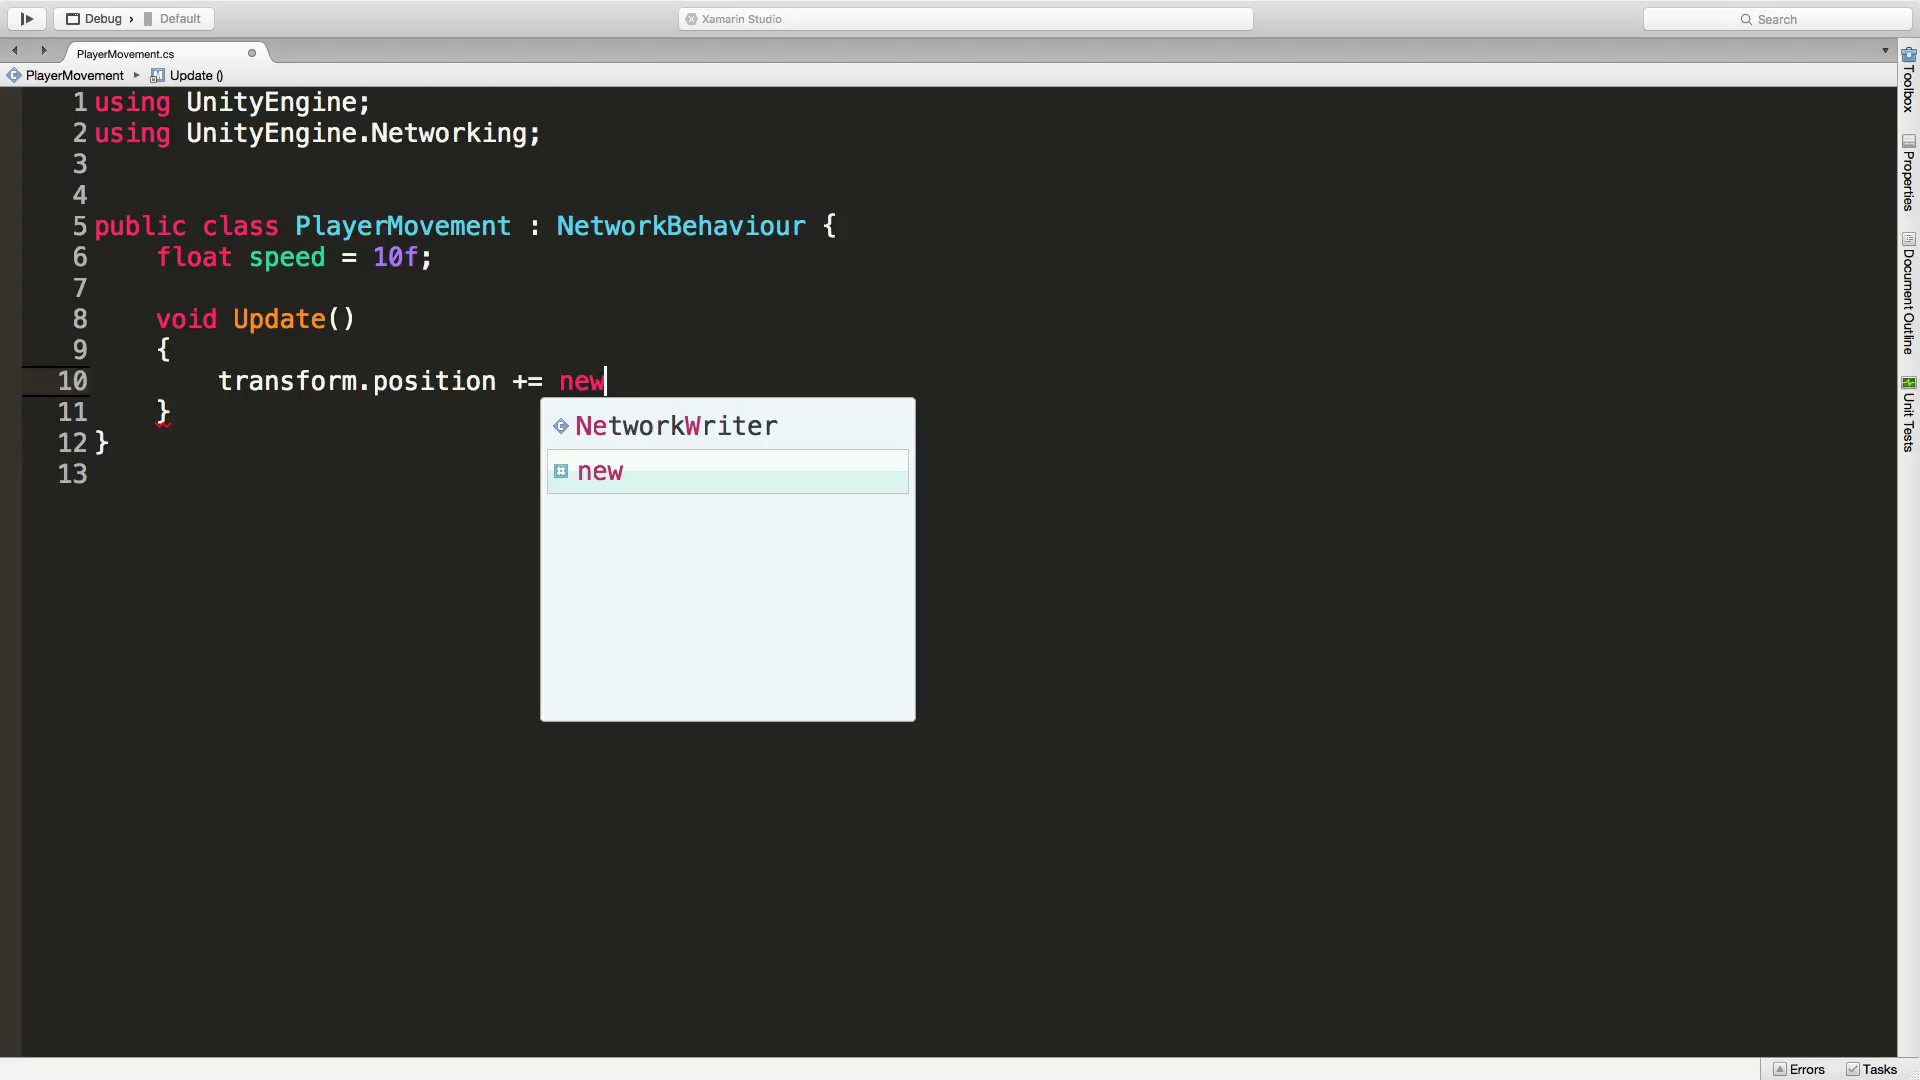 Debug › Default
Xamarin Studio
Search
PlayerMovement.cs
PlayerMovement ▸ Update ()
1 using UnityEngine;
2 using UnityEngine.Networking;
3
4
5 public class PlayerMovement : NetworkBehaviour {
6 float speed = 10f;
7
8 void Update()
9 {
10 transform.position += new
11 }
12 }
13
NetworkWriter
new
Toolbox
Properties
Document Outline
Unit Tests
Errors
Tasks